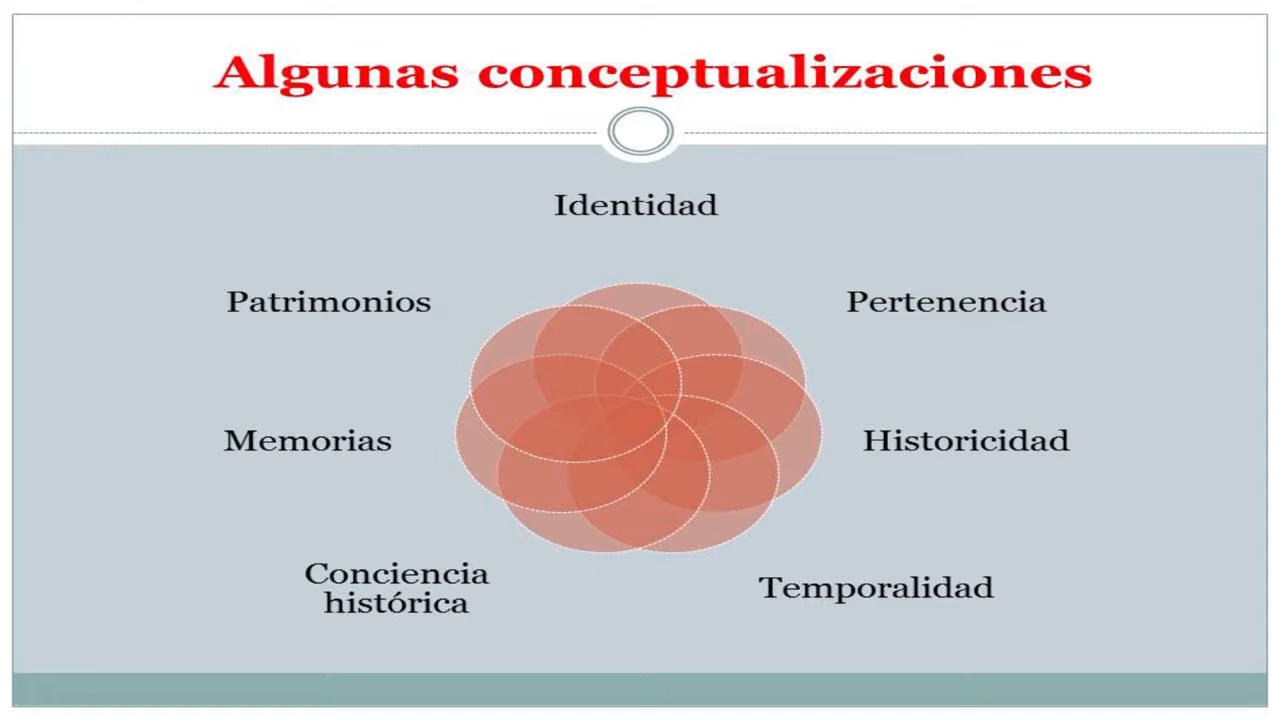 Algunas conceptualizaciones
Identidad
Patrimonios
Pertenencia
Memorias
Historicidad
Conciencia
histórica
Temporalidad